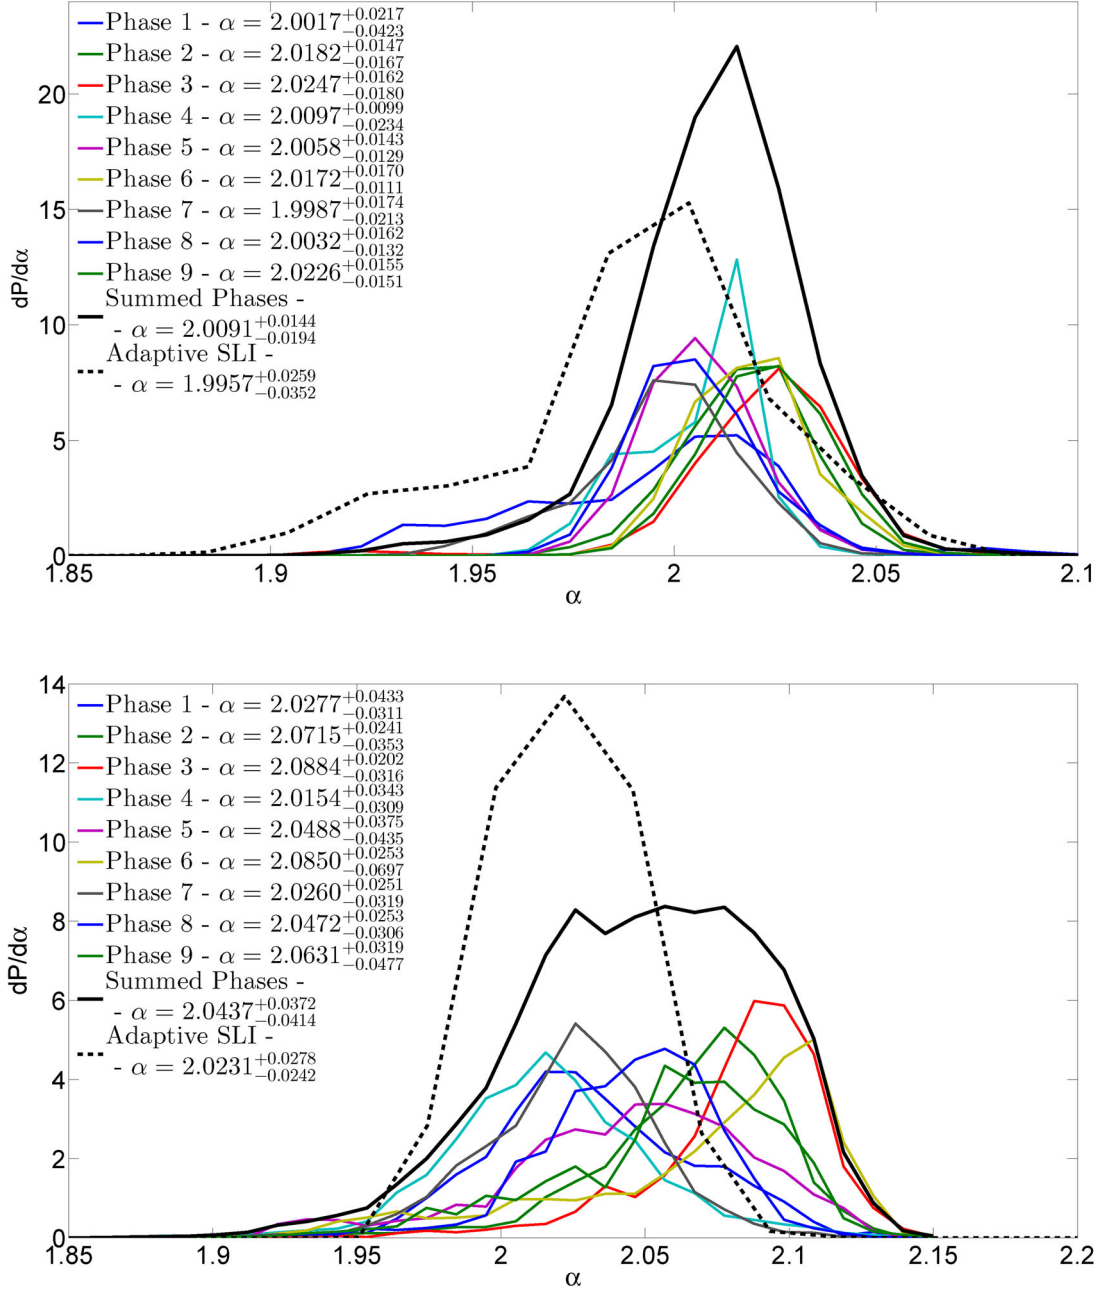 Phase 1 - α = 2.0017 +0.0217 −0.0423
Phase 2 - α = 2.0182 +0.0147 −0.0167
Phase 3 - α = 2.0247 +0.0162 −0.0180
Phase 4 - α = 2.0097 +0.0099 −0.0234
Phase 5 - α = 2.0058 +0.0143 −0.0129
Phase 6 - α = 2.0172 +0.0170 −0.0111
Phase 7 - α = 1.9987 +0.0174 −0.0213
Phase 8 - α = 2.0032 +0.0162 −0.0132
Phase 9 - α = 2.0226 +0.0155 −0.0151
Summed Phases -
- α = 2.0091 +0.0144 −0.0194
Adaptive SLI -
- α = 1.9957 +0.0259 −0.0352
20
15
10
5
0
dP/dα
1.85 1.9 1.95 2 2.05 2.1
α
14
12
10
8
6
4
2
0
dP/dα
Phase 1 - α = 2.0277 +0.0433 −0.0311
Phase 2 - α = 2.0715 +0.0241 −0.0353
Phase 3 - α = 2.0884 +0.0202 −0.0316
Phase 4 - α = 2.0154 +0.0343 −0.0309
Phase 5 - α = 2.0488 +0.0375 −0.0435
Phase 6 - α = 2.0850 +0.0253 −0.0697
Phase 7 - α = 2.0260 +0.0251 −0.0319
Phase 8 - α = 2.0472 +0.0253 −0.0306
Phase 9 - α = 2.0631 +0.0319 −0.0477
Summed Phases -
- α = 2.0437 +0.0372 −0.0414
Adaptive SLI -
- α = 2.0231 +0.0278 −0.0242
1.85 1.9 1.95 2 2.05 2.1 2.15 2.2
α